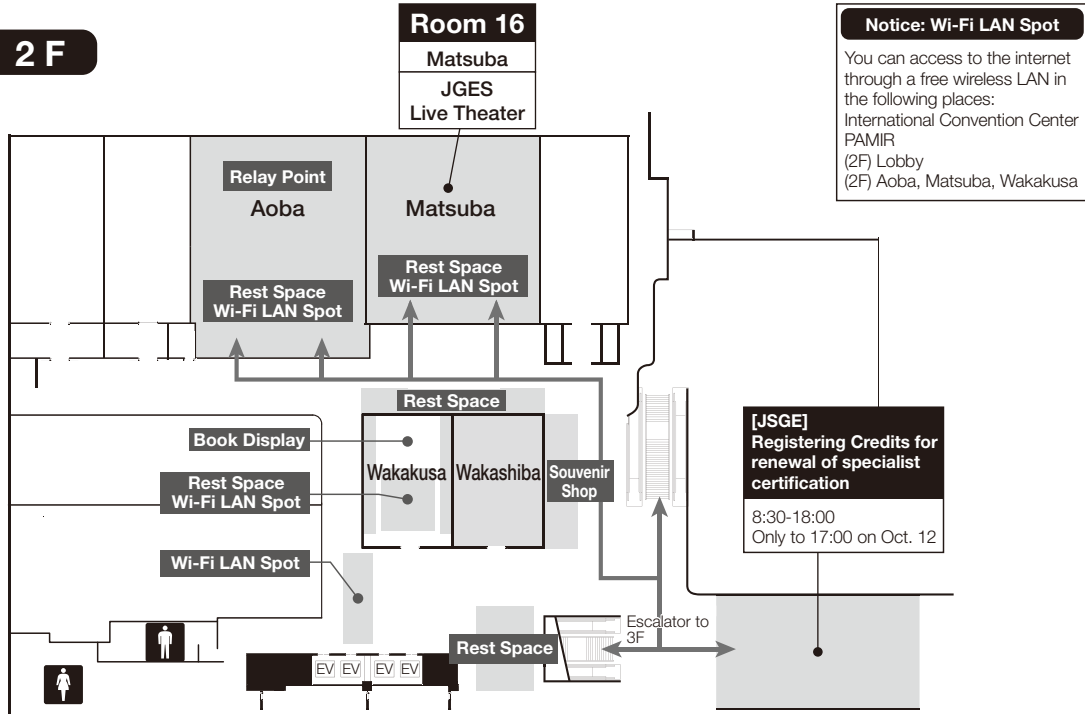 2 F
Room 16
Matsuba
JGES
Live Theater
Notice: Wi-Fi LAN Spot
You can access to the internet
through a free wireless LAN in
the following places:
International Convention Center
PAMIR
(2F) Lobby
(2F) Aoba, Matsuba, Wakakusa
Relay Point
Aoba
Matsuba
Rest Space
Wi-Fi LAN Spot
Rest Space
Wi-Fi LAN Spot
Rest Space
Book Display
Wakakusa
Wakashiba
Souvenir
Shop
Rest Space
Wi-Fi LAN Spot
Wi-Fi LAN Spot
[JSGE]
Registering Credits for
renewal of specialist
certification
8:30-18:00
Only to 17:00 on Oct. 12
Escalator to
3F
Rest Space
EV EV EV EV